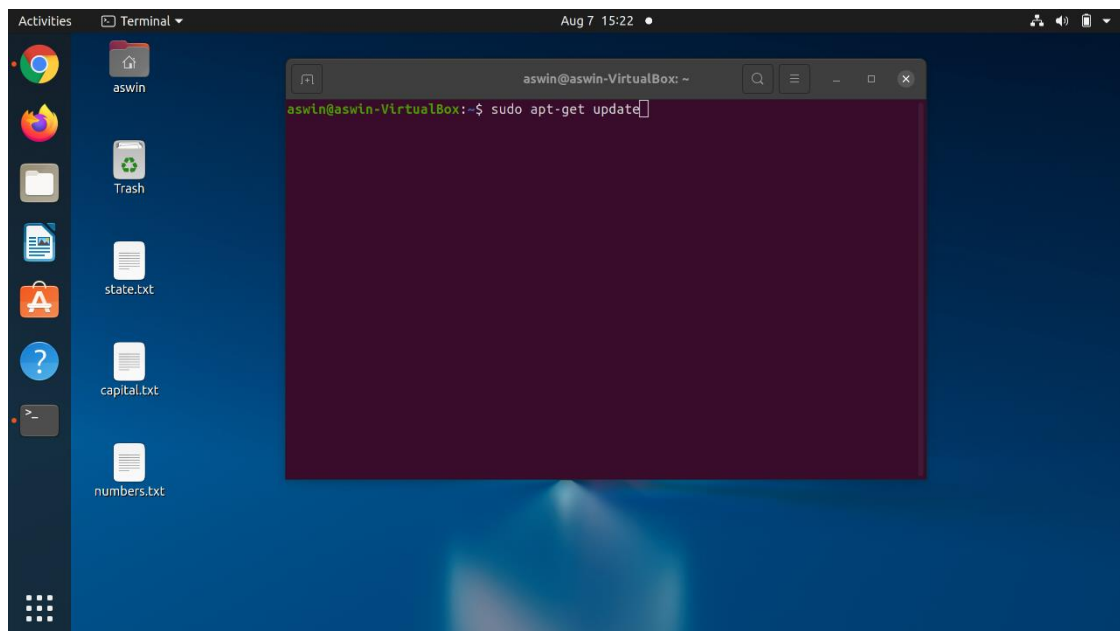 Activities Terminal Aug 7 15:22
aswin
aswin@aswin-VirtualBox: ~
aswin@aswin-VirtualBox:~$ sudo apt-get update
Trash
state.txt
capital.txt
numbers.txt